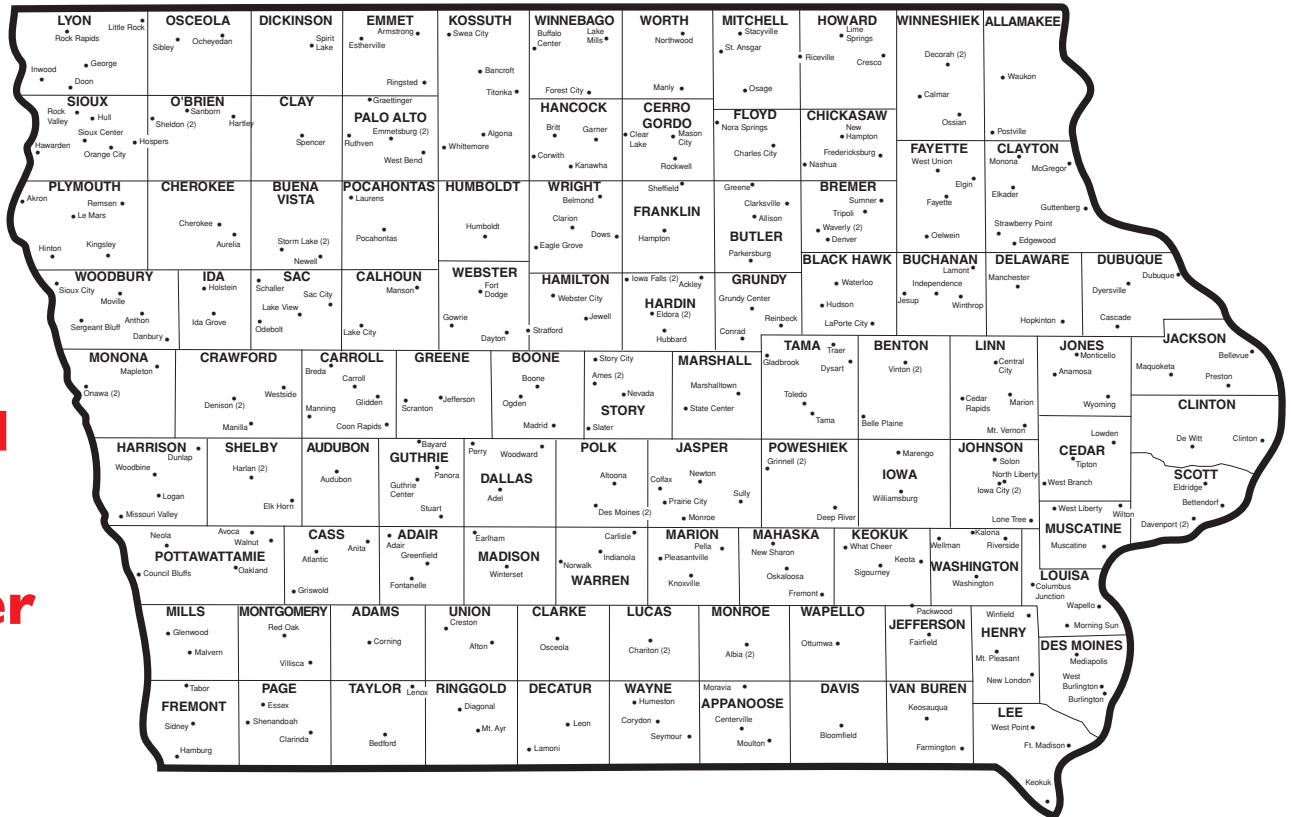 LYON
Little Rock
Rock Rapids
George
Inwood
Doon
OSCEOLA
Ocheyedan
Sibley
DICKINSON
Spirit
Lake
EMMET
Armstrong
Estherville
Ringsted
KOSSUTH
Swea City
Bancroft
Titonka
Algona
Whittemore
WINNEBAGO
Buffalo
Center
Lake
Mills
Forest City
WORTH
Northwood
Manly
MITCHELL
Stacyville
St. Ansgar
Osage
HOWARD
Lime
Springs
Riceville
Cresco
WINNESHIEK
Decorah (2)
Calmar
Ossian
ALLAMAKEE
Waukon
Postville
SIOUX
Rock
Valley
Hull
Sioux Center
Hawarden
Orange City
Hospers
O'BRIEN
Sanborn
Sheldon (2)
Hartley
CLAY
Spencer
Graettinger
PALO ALTO
Emmetsburg (2)
Ruthven
West Bend
HANCOCK
Britt
Garner
Corwith
Kanawha
CERRO
GORDO
Clear
Lake
Mason
City
Rockwell
FLOYD
Nora Springs
Charles City
CHICKASAW
New
Hampton
Fredericksburg
Nashua
FAYETTE
West Union
Elgin
Fayette
Oelwein
CLAYTON
Monona
McGregor
Elkader
Guttenberg
Strawberry Point
Edgewood
PLYMOUTH
Akron
Remsen
Le Mars
Hinton
Kingsley
CHEROKEE
Cherokee
Aurelia
BUENA
VISTA
Storm Lake (2)
Newell
POCAHONTAS
Laurens
Pocahontas
HUMBOLDT
Humboldt
WRIGHT
Belmond
Clarion
Dows
Eagle Grove
Sheffield
FRANKLIN
Hampton
Greene
Clarksville
Allison
BUTLER
Parkersburg
BREMER
Sumner
Tripoli
Waverly (2)
Denver
WOODBURY
Sioux City
Moville
Anthon
Sergeant Bluff
Danbury
IDA
Holstein
Ida Grove
SAC
Schaller
Sac City
Lake View
Odebolt
CALHOUN
Manson
Lake City
WEBSTER
Fort
Dodge
Gowrie
Dayton
HAMILTON
Webster City
Jewell
Stratford
Iowa Falls (2)
Ackley
HARDIN
Eldora (2)
Hubbard
GRUNDY
Grundy Center
Reinbeck
Conrad
BLACK HAWK
Waterloo
Hudson
LaPorte City
BUCHANAN
Lamont
Independence
Jesup
Winthrop
DELAWARE
Manchester
Hopkinton
DUBUQUE
Dubuque
Dyersville
Cascade
MONONA
Mapleton
Onawa (2)
CRAWFORD
Westside
Denison (2)
Manilla
CARROLL
Breda
Carroll
Glidden
Manning
Coon Rapids
GREENE
Jefferson
Scranton
BOONE
Boone
Ogden
Madrid
Story City
Ames (2)
Nevada
STORY
Slater
MARSHALL
Marshalltown
State Center
TAMA
Traer
Gladbrook
Dysart
Toledo
Tama
BENTON
Vinton (2)
Belle Plaine
LINN
Central
City
Cedar
Rapids
Marion
Mt. Vernon
JONES
Monticello
Anamosa
Wyoming
JACKSON
Bellevue
Maquoketa
Preston
CLINTON
De Witt
Clinton
HARRISON
Dunlap
Woodbine
Logan
Missouri Valley
SHELBY
Harlan (2)
Elk Horn
AUDUBON
Audubon
Bayard
GUTHRIE
Panora
Guthrie
Center
Stuart
Perry
Woodward
DALLAS
Adel
POLK
Altoona
Des Moines (2)
JASPER
Newton
Colfax
Prairie City
Sully
Monroe
POWESHIEK
Grinnell (2)
Deep River
Marengo
IOWA
Williamsburg
JOHNSON
Solon
North Liberty
Iowa City (2)
Lone Tree
Lowden
CEDAR
Tipton
West Branch
SCOTT
Eldridge
Bettendorf
Davenport (2)
West Liberty
Wilton
MUSCATINE
Muscatine
Neola
Avoca
Walnut
POTTAWATTAMIE
Oakland
Council Bluffs
CASS
Anita
Atlantic
Griswold
ADAIR
Adair
Greenfield
Fontanelle
Earlham
MADISON
Winterset
Carlisle
Indianola
Norwalk
WARREN
MARION
Pella
Pleasantville
Knoxville
MAHASKA
New Sharon
Oskaloosa
Fremont
KEOKUK
What Cheer
Keota
Sigourney
Kalona
Wellman
Riverside
WASHINGTON
Washington
LOUISA
Columbus
Junction
Wapello
Morning Sun
MILLS
Glenwood
Malvern
MONTGOMERY
Red Oak
Villisca
ADAMS
Corning
UNION
Creston
Afton
CLARKE
Osceola
LUCAS
Chariton (2)
MONROE
Albia (2)
WAPELLO
Ottumwa
Packwood
JEFFERSON
Fairfield
Winfield
HENRY
Mt. Pleasant
New London
DES MOINES
Mediapolis
West
Burlington
Burlington
Tabor
FREMONT
Sidney
Hamburg
PAGE
Essex
Shenandoah
Clarinda
TAYLOR
Lenox
Bedford
RINGGOLD
Diagonal
Mt. Ayr
DECATUR
Leon
Lamoni
WAYNE
Humeston
Corydon
Seymour
Moravia
APPANOOSE
Centerville
Moulton
DAVIS
Bloomfield
VAN BUREN
Keosauqua
Farmington
LEE
West Point
Ft. Madison
Keokuk